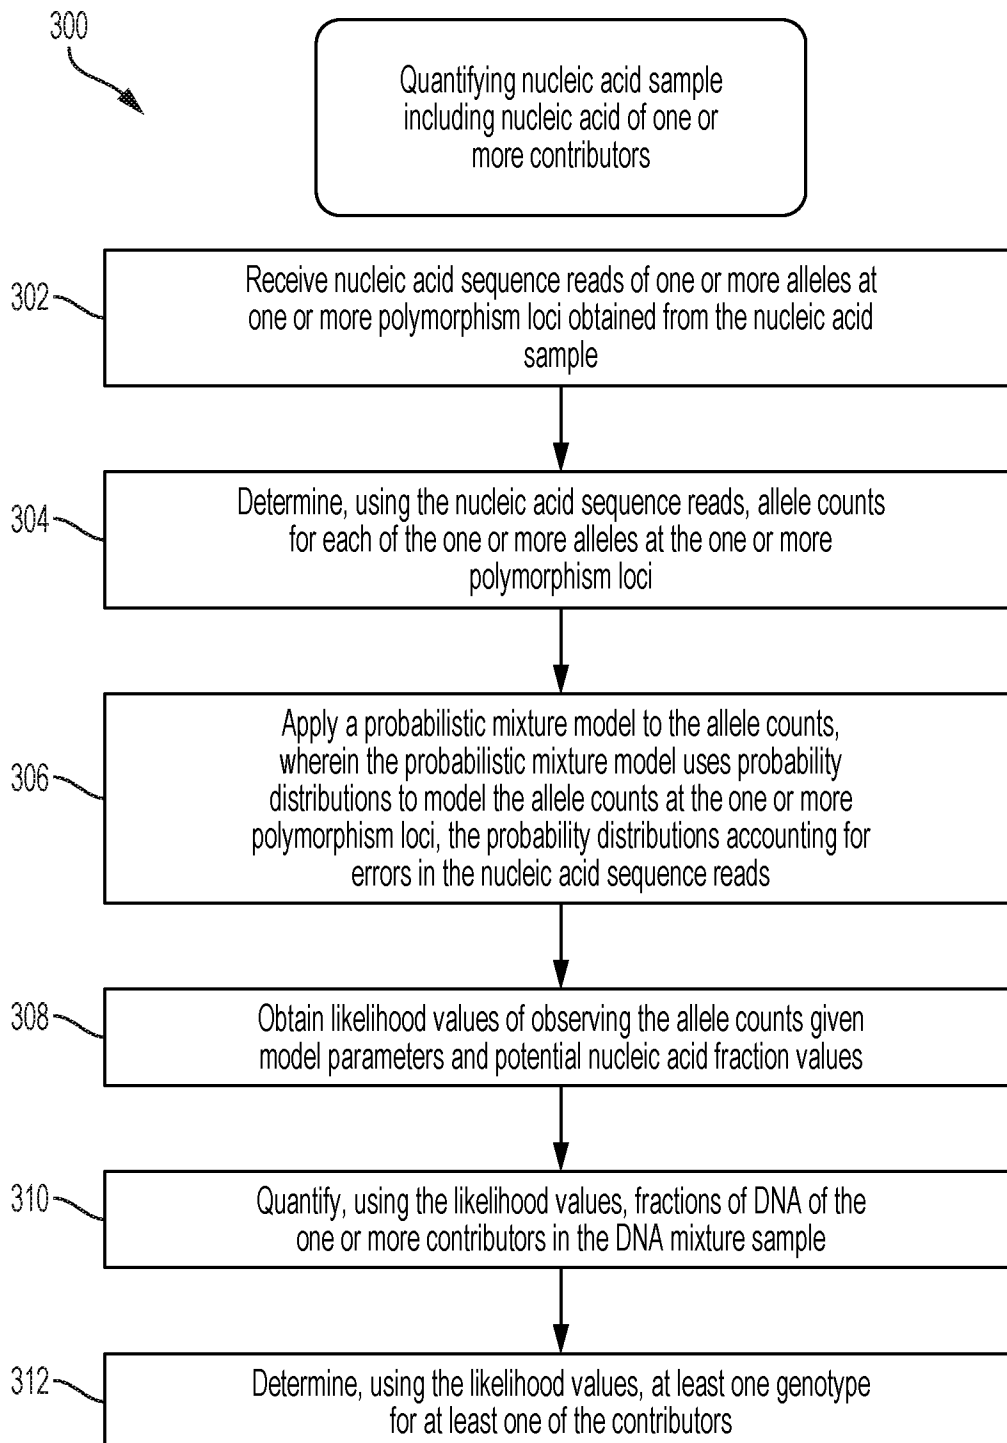 300
Quantifying nucleic acid sample
including nucleic acid of one or
more contributors
302
Receive nucleic acid sequence reads of one or more alleles at
one or more polymorphism loci obtained from the nucleic acid
sample
304
Determine, using the nucleic acid sequence reads, allele counts
for each of the one or more alleles at the one or more
polymorphism loci
306
Apply a probabilistic mixture model to the allele counts,
wherein the probabilistic mixture model uses probability
distributions to model the allele counts at the one or more
polymorphism loci, the probability distributions accounting for
errors in the nucleic acid sequence reads
308
Obtain likelihood values of observing the allele counts given
model parameters and potential nucleic acid fraction values
310
Quantify, using the likelihood values, fractions of DNA of the
one or more contributors in the DNA mixture sample
312
Determine, using the likelihood values, at least one genotype
for at least one of the contributors